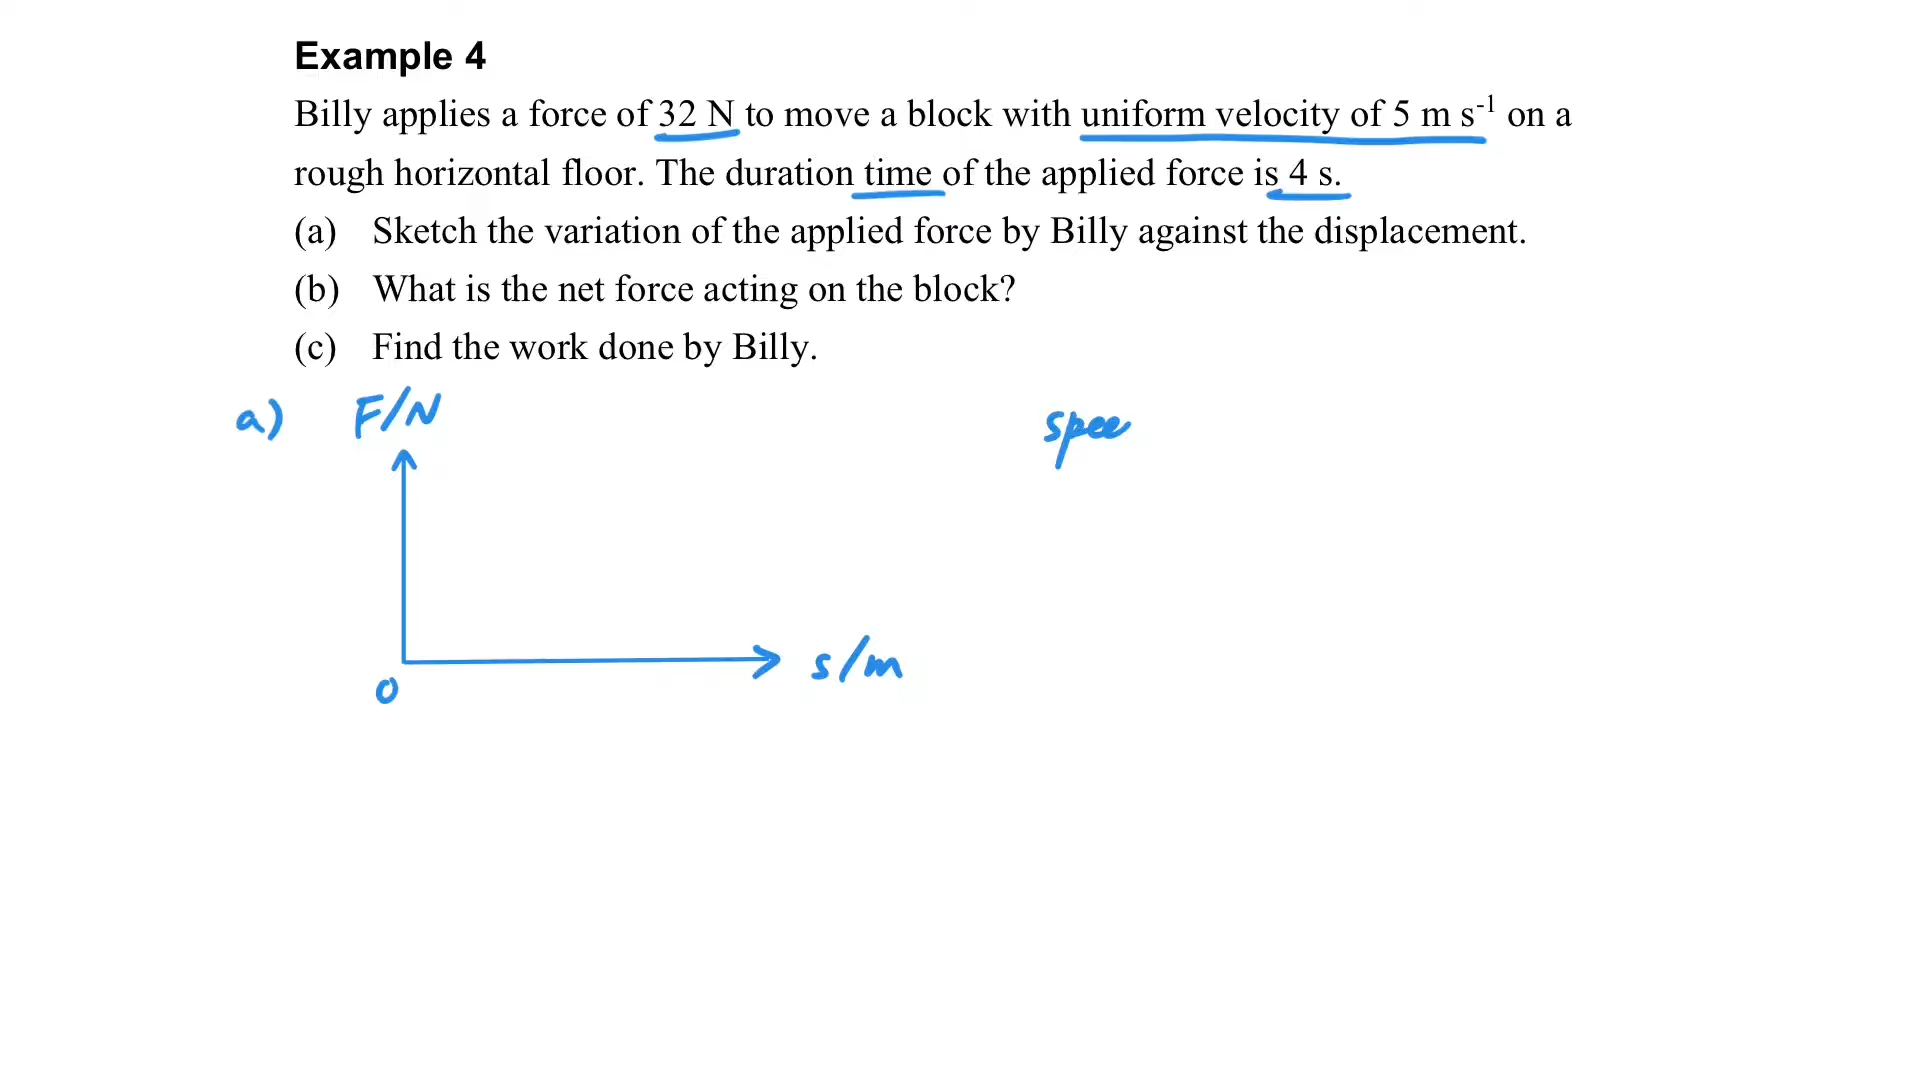 Example 4
Billy applies a force of 32 N to move a block with uniform velocity of 5 m s⁻¹ on a
rough horizontal floor. The duration time of the applied force is 4 s.
(a) Sketch the variation of the applied force by Billy against the displacement.
(b) What is the net force acting on the block?
(c) Find the work done by Billy.
a) F/N
spee
s/m
0